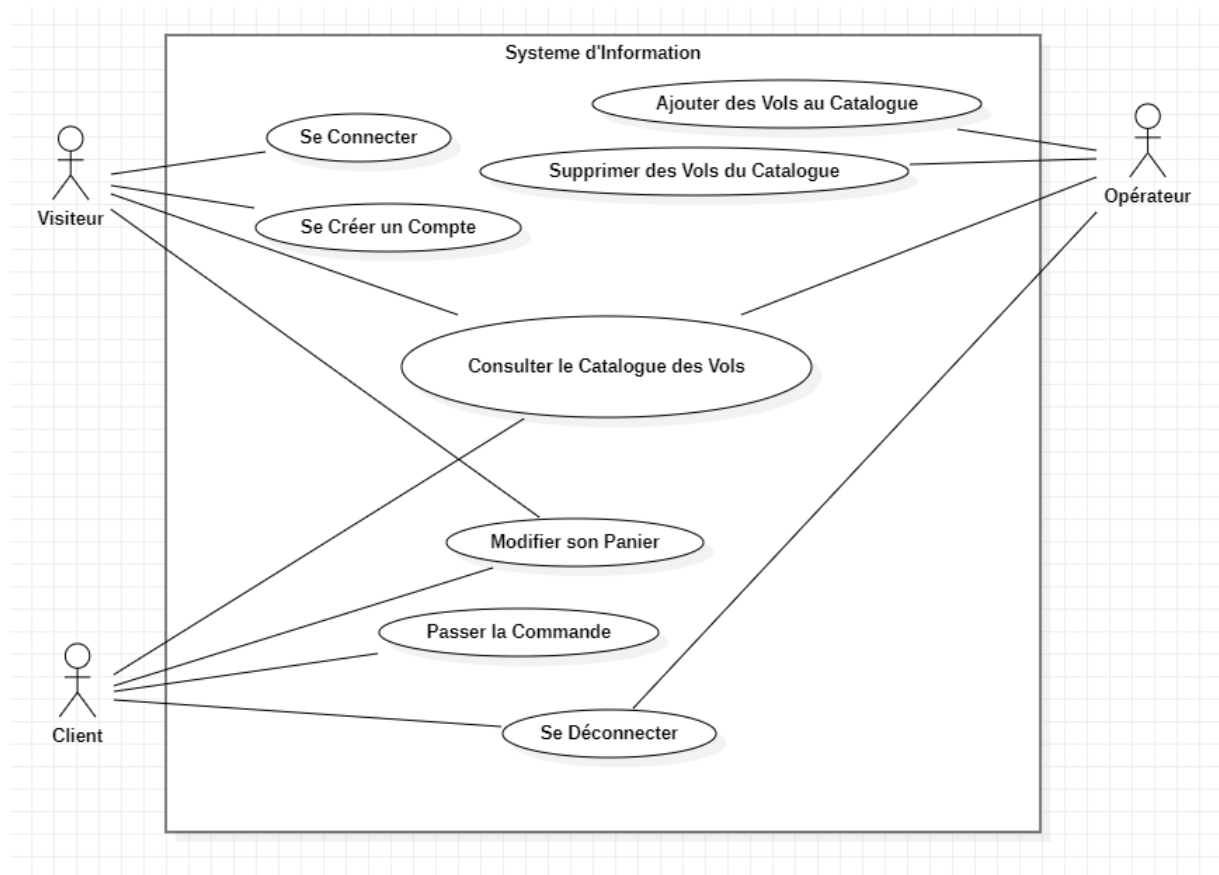 Systeme d'Information
Ajouter des Vols au Catalogue
Se Connecter
Supprimer des Vols du Catalogue
Opérateur
Visiteur
Se Créer un Compte
Consulter le Catalogue des Vols
Modifier son Panier
Passer la Commande
Client
Se Déconnecter